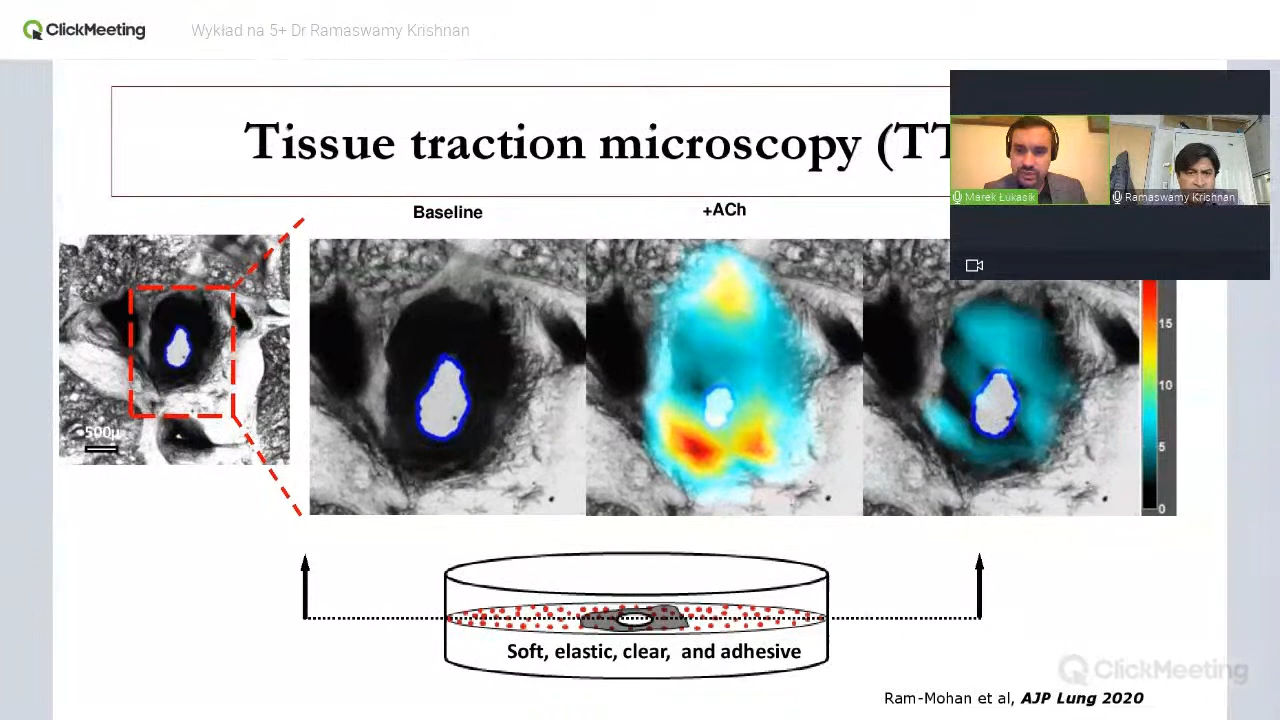 ClickMeeting
Wykład na 5+ Dr Ramaswamy Krishnan
Tissue traction microscopy (TT
Marek Łukasik
Ramaswamy Krishnan
Baseline
+ACh
15
10
5
0
500μ
Soft, elastic, clear, and adhesive
ClickMeeting
Ram-Mohan et al, AJP Lung 2020